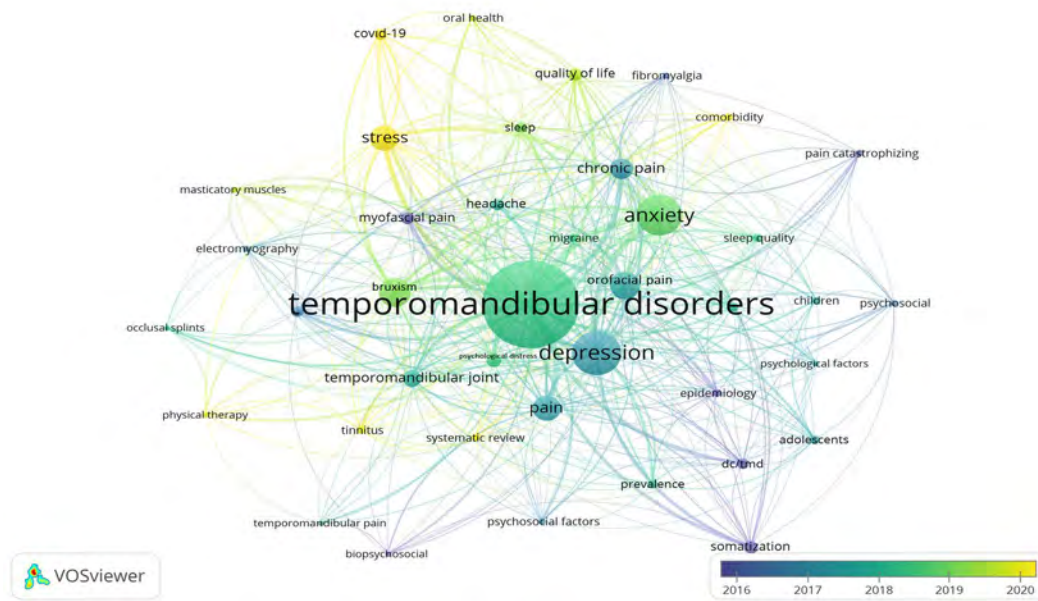 oral health
covid-19
quality of life
fibromyalgia
comorbidity
sleep
stress
pain catastrophizing
chronic pain
masticatory muscles
headache
myofascial pain
anxiety
migraine
sleep quality
electromyography
orofacial pain
bruxism
temporomandibular disorders
children
psychosocial
occlusal splints
psychological distress
depression
psychological factors
temporomandibular joint
epidemiology
pain
physical therapy
tinnitus
systematic review
adolescents
dc/tmd
prevalence
temporomandibular pain
psychosocial factors
biopsychosocial
somatization
VOSviewer
2016 2017 2018 2019 2020